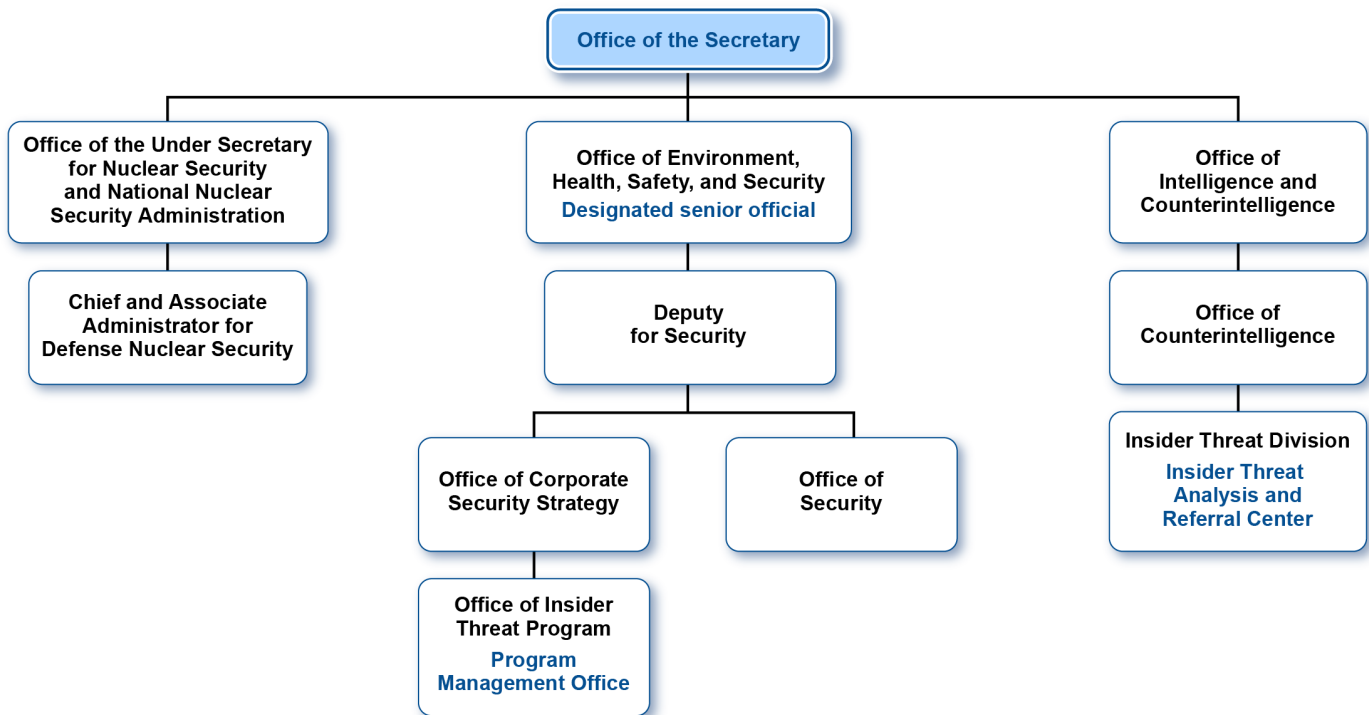 Office of the Secretary
Office of the Under Secretary
for Nuclear Security
and National Nuclear
Security Administration
Office of Environment,
Health, Safety, and Security
Designated senior official
Office of
Intelligence and
Counterintelligence
Chief and Associate
Administrator for
Defense Nuclear Security
Deputy
for Security
Office of
Counterintelligence
Office of Corporate
Security Strategy
Office of
Security
Insider Threat Division
Insider Threat
Analysis and
Referral Center
Office of Insider
Threat Program
Program
Management Office